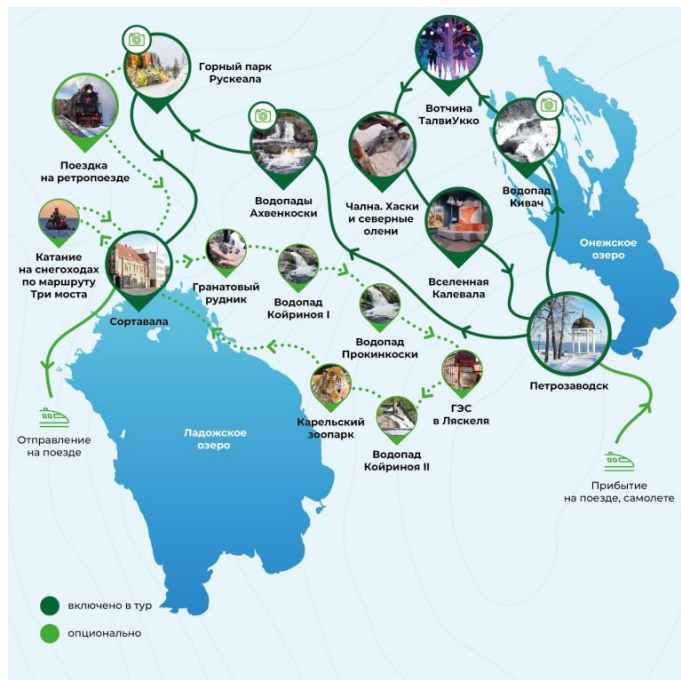 Горный парк
Рускеала
Вотчина
ТалвиУкко
Поездка
на ретропоезде
Водопады
Ахвенкоски
Чална. Хаски
и северные
олени
Водопад
Кивач
Онежское
озеро
Катание
на снегоходах
по маршруту
Три моста
Сортавала
Гранатовый
рудник
Водопад
Койриноя I
Вселенная
Калевала
Водопад
Прокинкоски
Петрозаводск
Карельский
зоопарк
ГЭС
в Ляскеля
Водопад
Койриноя II
Отправление
на поезде
Ладожское
озеро
Прибытие
на поезде, самолете
включено в тур
опционально